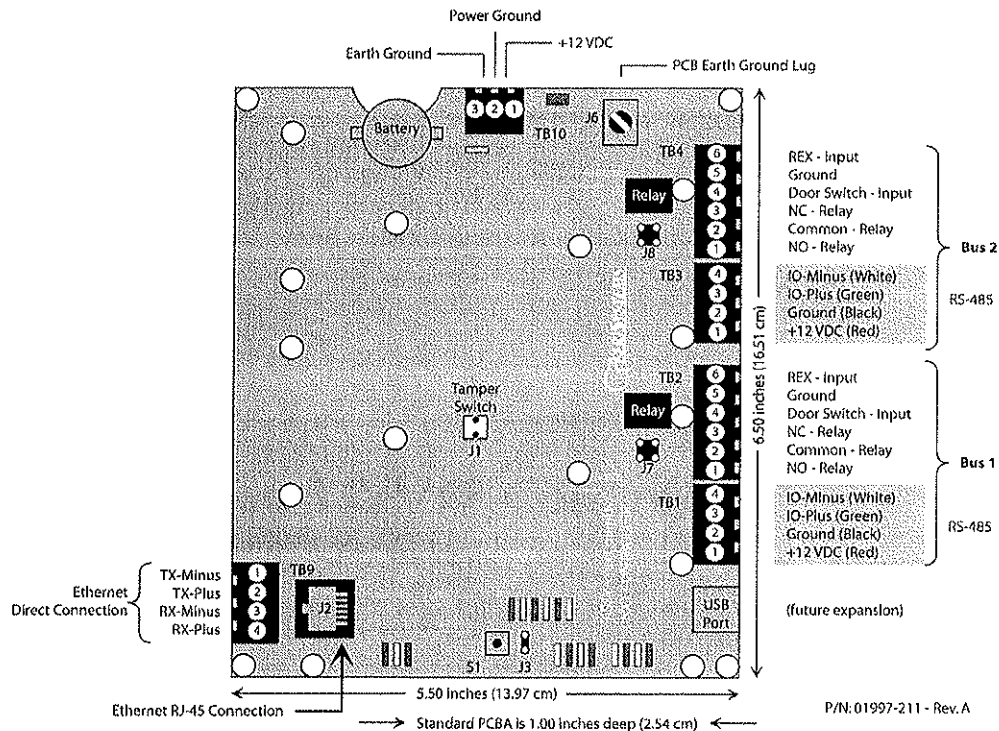 Power Ground
Earth Ground
+12 VDC
PCB Earth Ground Lug
Battery
3 2 1
TB10
J6
TB4
6
5
4
3
2
1
REX - Input
Ground
Door Switch - Input
NC - Relay
Common - Relay
NO - Relay
Bus 2
Relay
J8
TB3
4
3
2
1
IO-Minus (White)
IO-Plus (Green)
Ground (Black)
+12 VDC (Red)
RS-485
6.50 inches (16.51 cm)
Tamper
Switch
J1
TB2
6
5
4
3
2
1
REX - Input
Ground
Door Switch - Input
NC - Relay
Common - Relay
NO - Relay
Bus 1
Relay
J7
TB1
4
3
2
1
IO-Minus (White)
IO-Plus (Green)
Ground (Black)
+12 VDC (Red)
RS-485
Ethernet
Direct Connection
TX-Minus
TX-Plus
RX-Minus
RX-Plus
1
2
3
4
TB9
J2
USB
Port
(future expansion)
S1
J3
5.50 inches (13.97 cm)
Ethernet RJ-45 Connection
Standard PCBA is 1.00 inches deep (2.54 cm)
P/N: 01997-211 - Rev. A